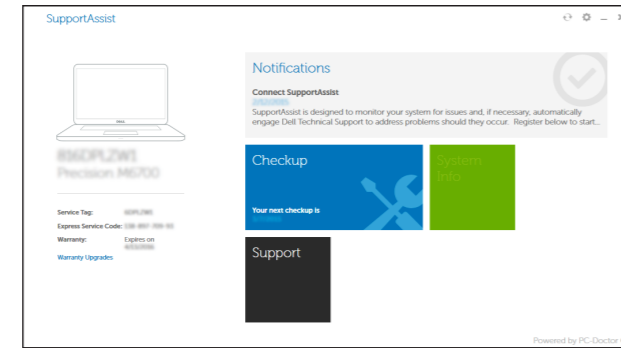 SupportAssist
DELL
Precision M6700
Service Tag:
Express Service Code:
Warranty: Expires on
Warranty Upgrades
Notifications
Connect SupportAssist
SupportAssist is designed to monitor your system for issues and, if necessary, automatically
engage Dell Technical Support to address problems should they occur. Register below to start...
Checkup
Your next checkup is
System
Info
Support
Powered by PC-Doctor